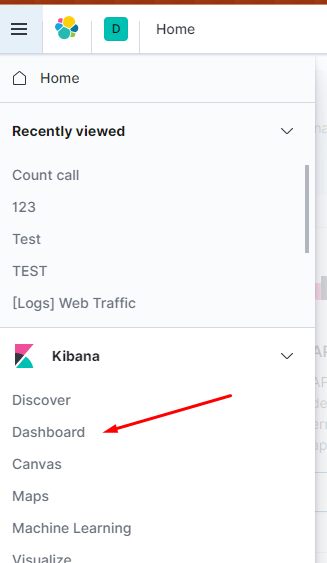 D Home
Home
Recently viewed
Count call
123
Test
TEST
[Logs] Web Traffic
Kibana
Discover
Dashboard
Canvas
Maps
Machine Learning
Visualize